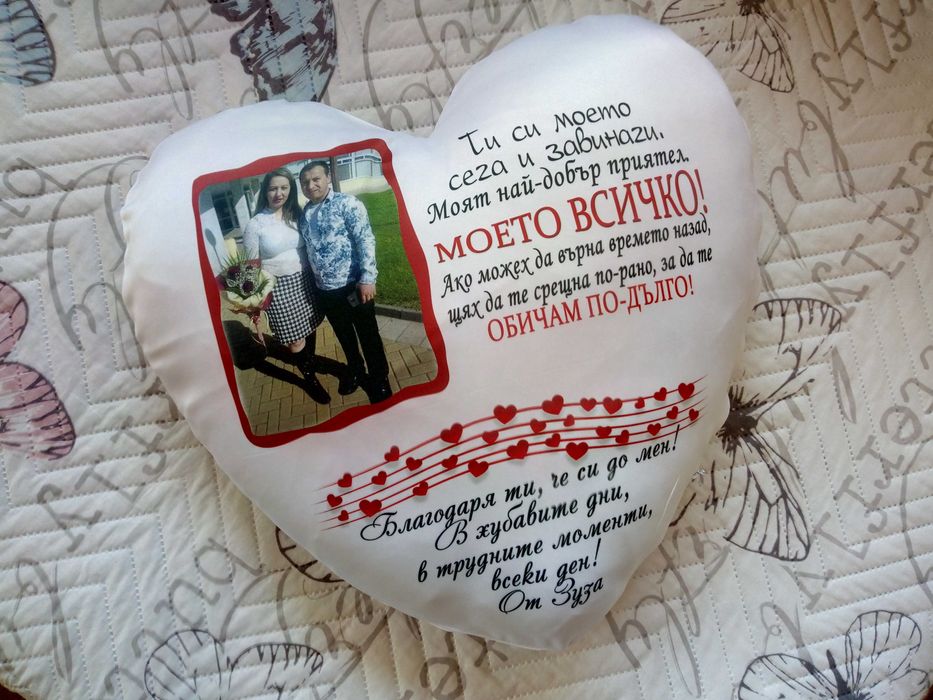 Ти си моето
сега и завинаги.
Моят най-добър приятел.
МОЕТО ВСИЧКО!
Ако можех да върна времето назад,
щях да те срещна по-рано, за да те
ОБИЧАМ ПО-ДЪЛГО!
Благодаря ти, че си до мен!
В хубавите дни,
в трудните моменти,
всеки ден!
От Зуза